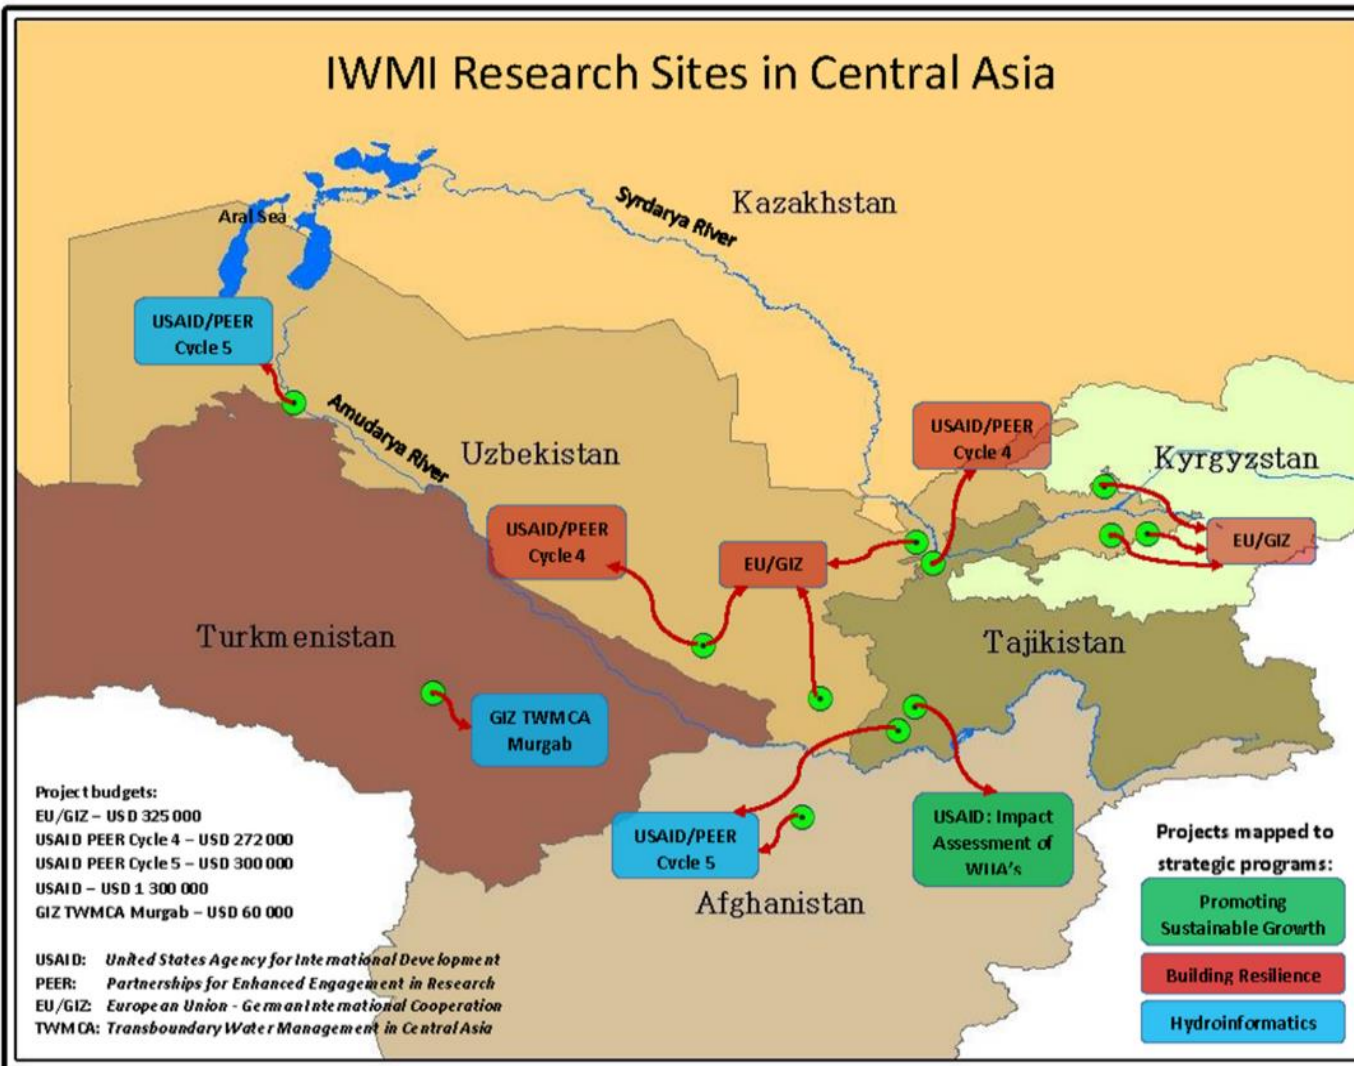 IWMI Research Sites in Central Asia
Kazakhstan
Syrdarya River
Aral Sea
USAID/PEER
Cycle 5
Amudarya River
Uzbekistan
USAID/PEER
Cycle 4
Kyrgyzstan
USAID/PEER
Cycle 4
EU/GIZ
EU/GIZ
Turkmenistan
Tajikistan
GIZ TWMCA
Murgab
USAID/PEER
Cycle 5
USAID: Impact
Assessment of
WUA's
Afghanistan
Project budgets:
EU/GIZ – USD 325 000
USAID PEER Cycle 4 – USD 272 000
USAID PEER Cycle 5 – USD 300 000
USAID – USD 1 300 000
GIZ TWMCA Murgab – USD 60 000
USAID: United States Agency for International Development
PEER: Partnerships for Enhanced Engagement in Research
EU/GIZ: European Union - German International Cooperation
TWMCA: Transboundary Water Management in Central Asia
Projects mapped to
strategic programs:
Promoting
Sustainable Growth
Building Resilience
Hydroinformatics